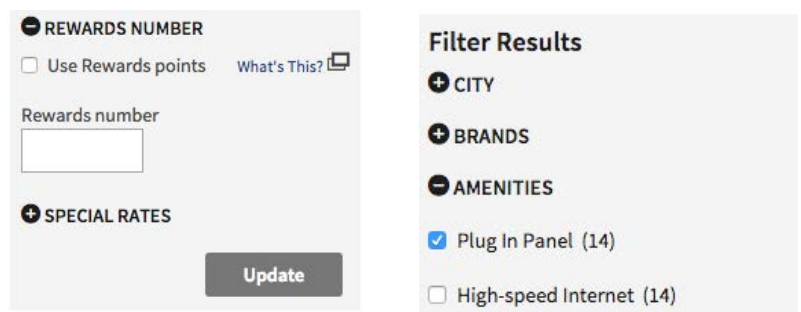 REWARDS NUMBER
Use Rewards points What's This?
Rewards number
SPECIAL RATES
Update
Filter Results
CITY
BRANDS
AMENITIES
Plug In Panel (14)
High-speed Internet (14)